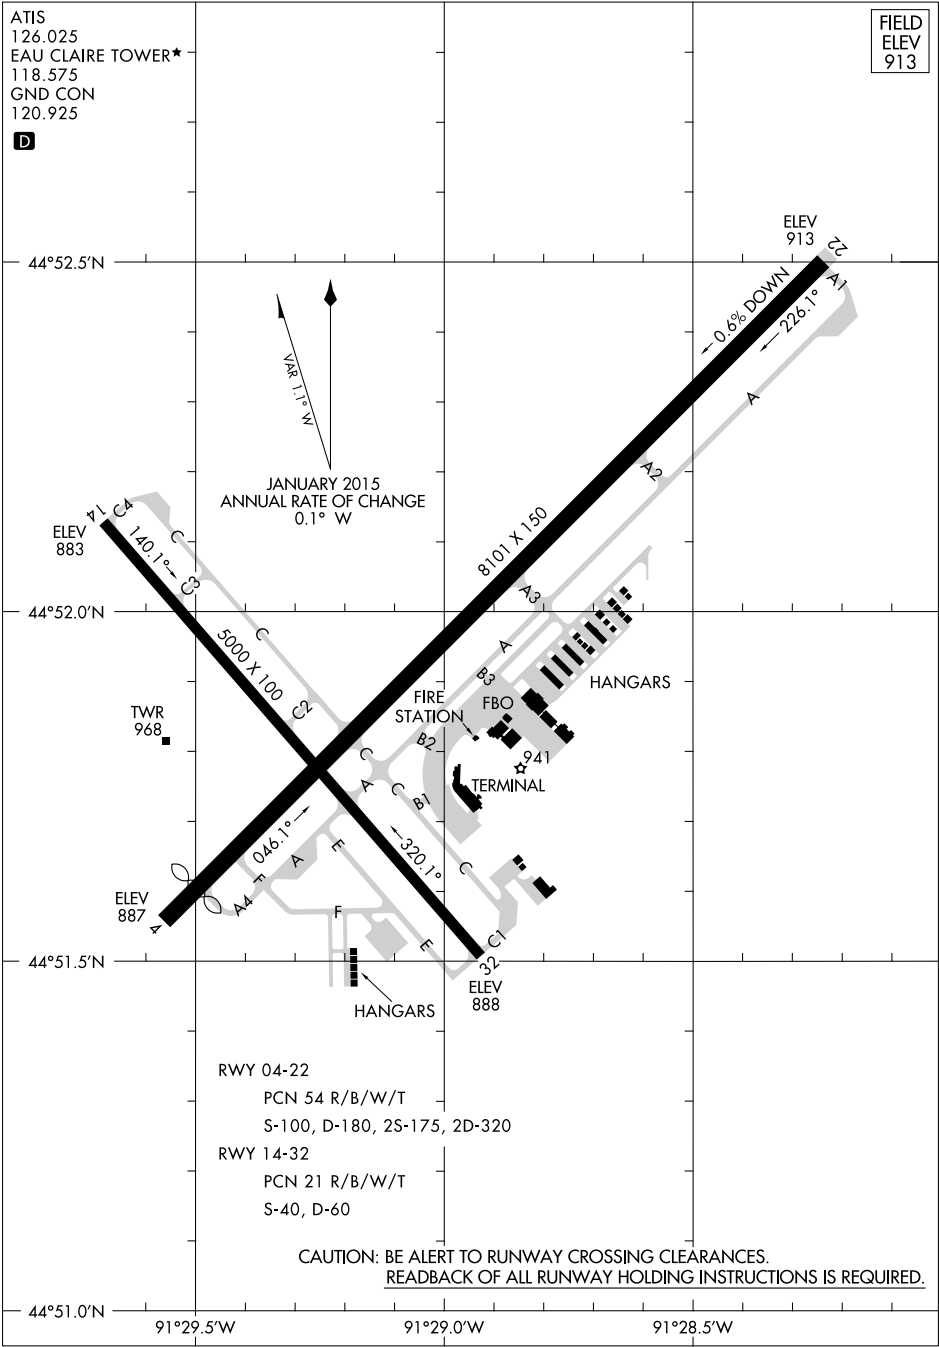 ATIS
126.025
EAU CLAIRE TOWER★
118.575
GND CON
120.925
D
FIELD
ELEV
913
ELEV
913
22
44°52.5'N
A1
0.6% DOWN
226.1°
VAR 1.1° W
A
JANUARY 2015
ANNUAL RATE OF CHANGE
0.1° W
A2
14
C4
ELEV
883
140.1°
C
8101 X 150
C3
A3
44°52.0'N
C
5000 X 100
A
B3
HANGARS
FIRE
STATION
FBO
C2
TWR
968
B2
C
941
A
C
B1
TERMINAL
046.1°
E
320.1°
A
C
F
ELEV
887
A4
F
4
E
C1
44°51.5'N
32
ELEV
888
HANGARS
RWY 04-22
PCN 54 R/B/W/T
S-100, D-180, 2S-175, 2D-320
RWY 14-32
PCN 21 R/B/W/T
S-40, D-60
CAUTION: BE ALERT TO RUNWAY CROSSING CLEARANCES.
READBACK OF ALL RUNWAY HOLDING INSTRUCTIONS IS REQUIRED.
44°51.0'N
91°29.5'W
91°29.0'W
91°28.5'W